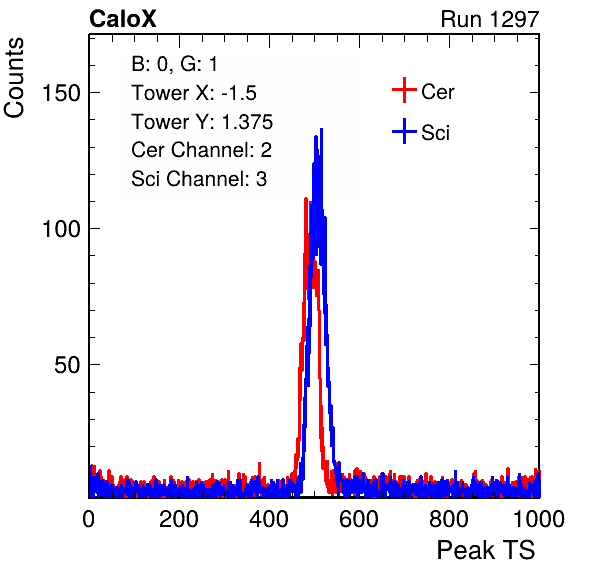 CaloX
Run 1297
Counts
B: 0, G: 1
Tower X: -1.5
Tower Y: 1.375
Cer Channel: 2
Sci Channel: 3
Cer
Sci
150
100
50
0 200 400 600 800 1000
Peak TS